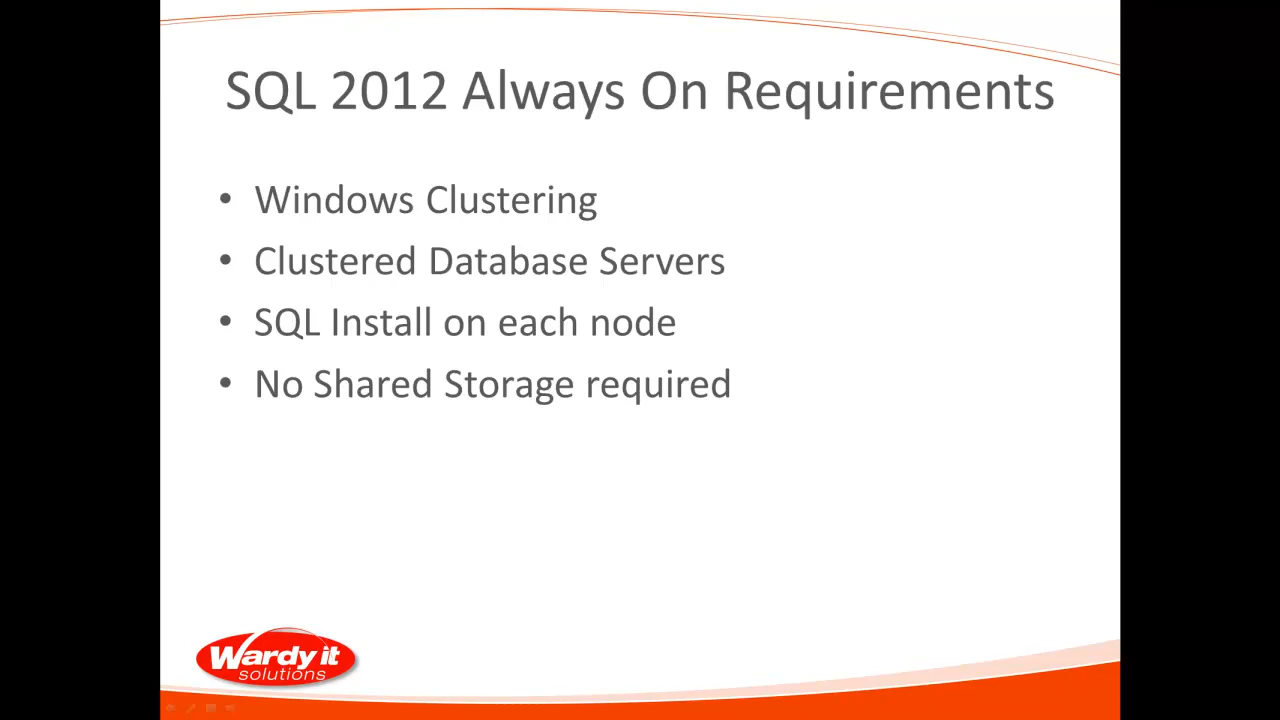 SQL 2012 Always On Requirements
• Windows Clustering
• Clustered Database Servers
• SQL Install on each node
• No Shared Storage required
Wardy it
solutions